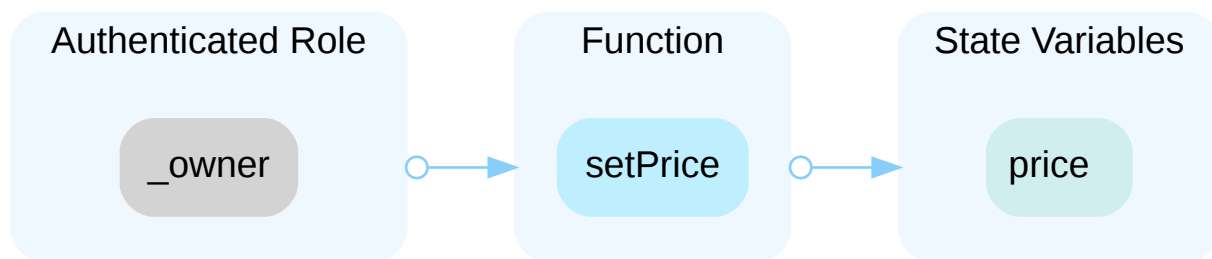 Authenticated Role
Function
State Variables
_owner
setPrice
price